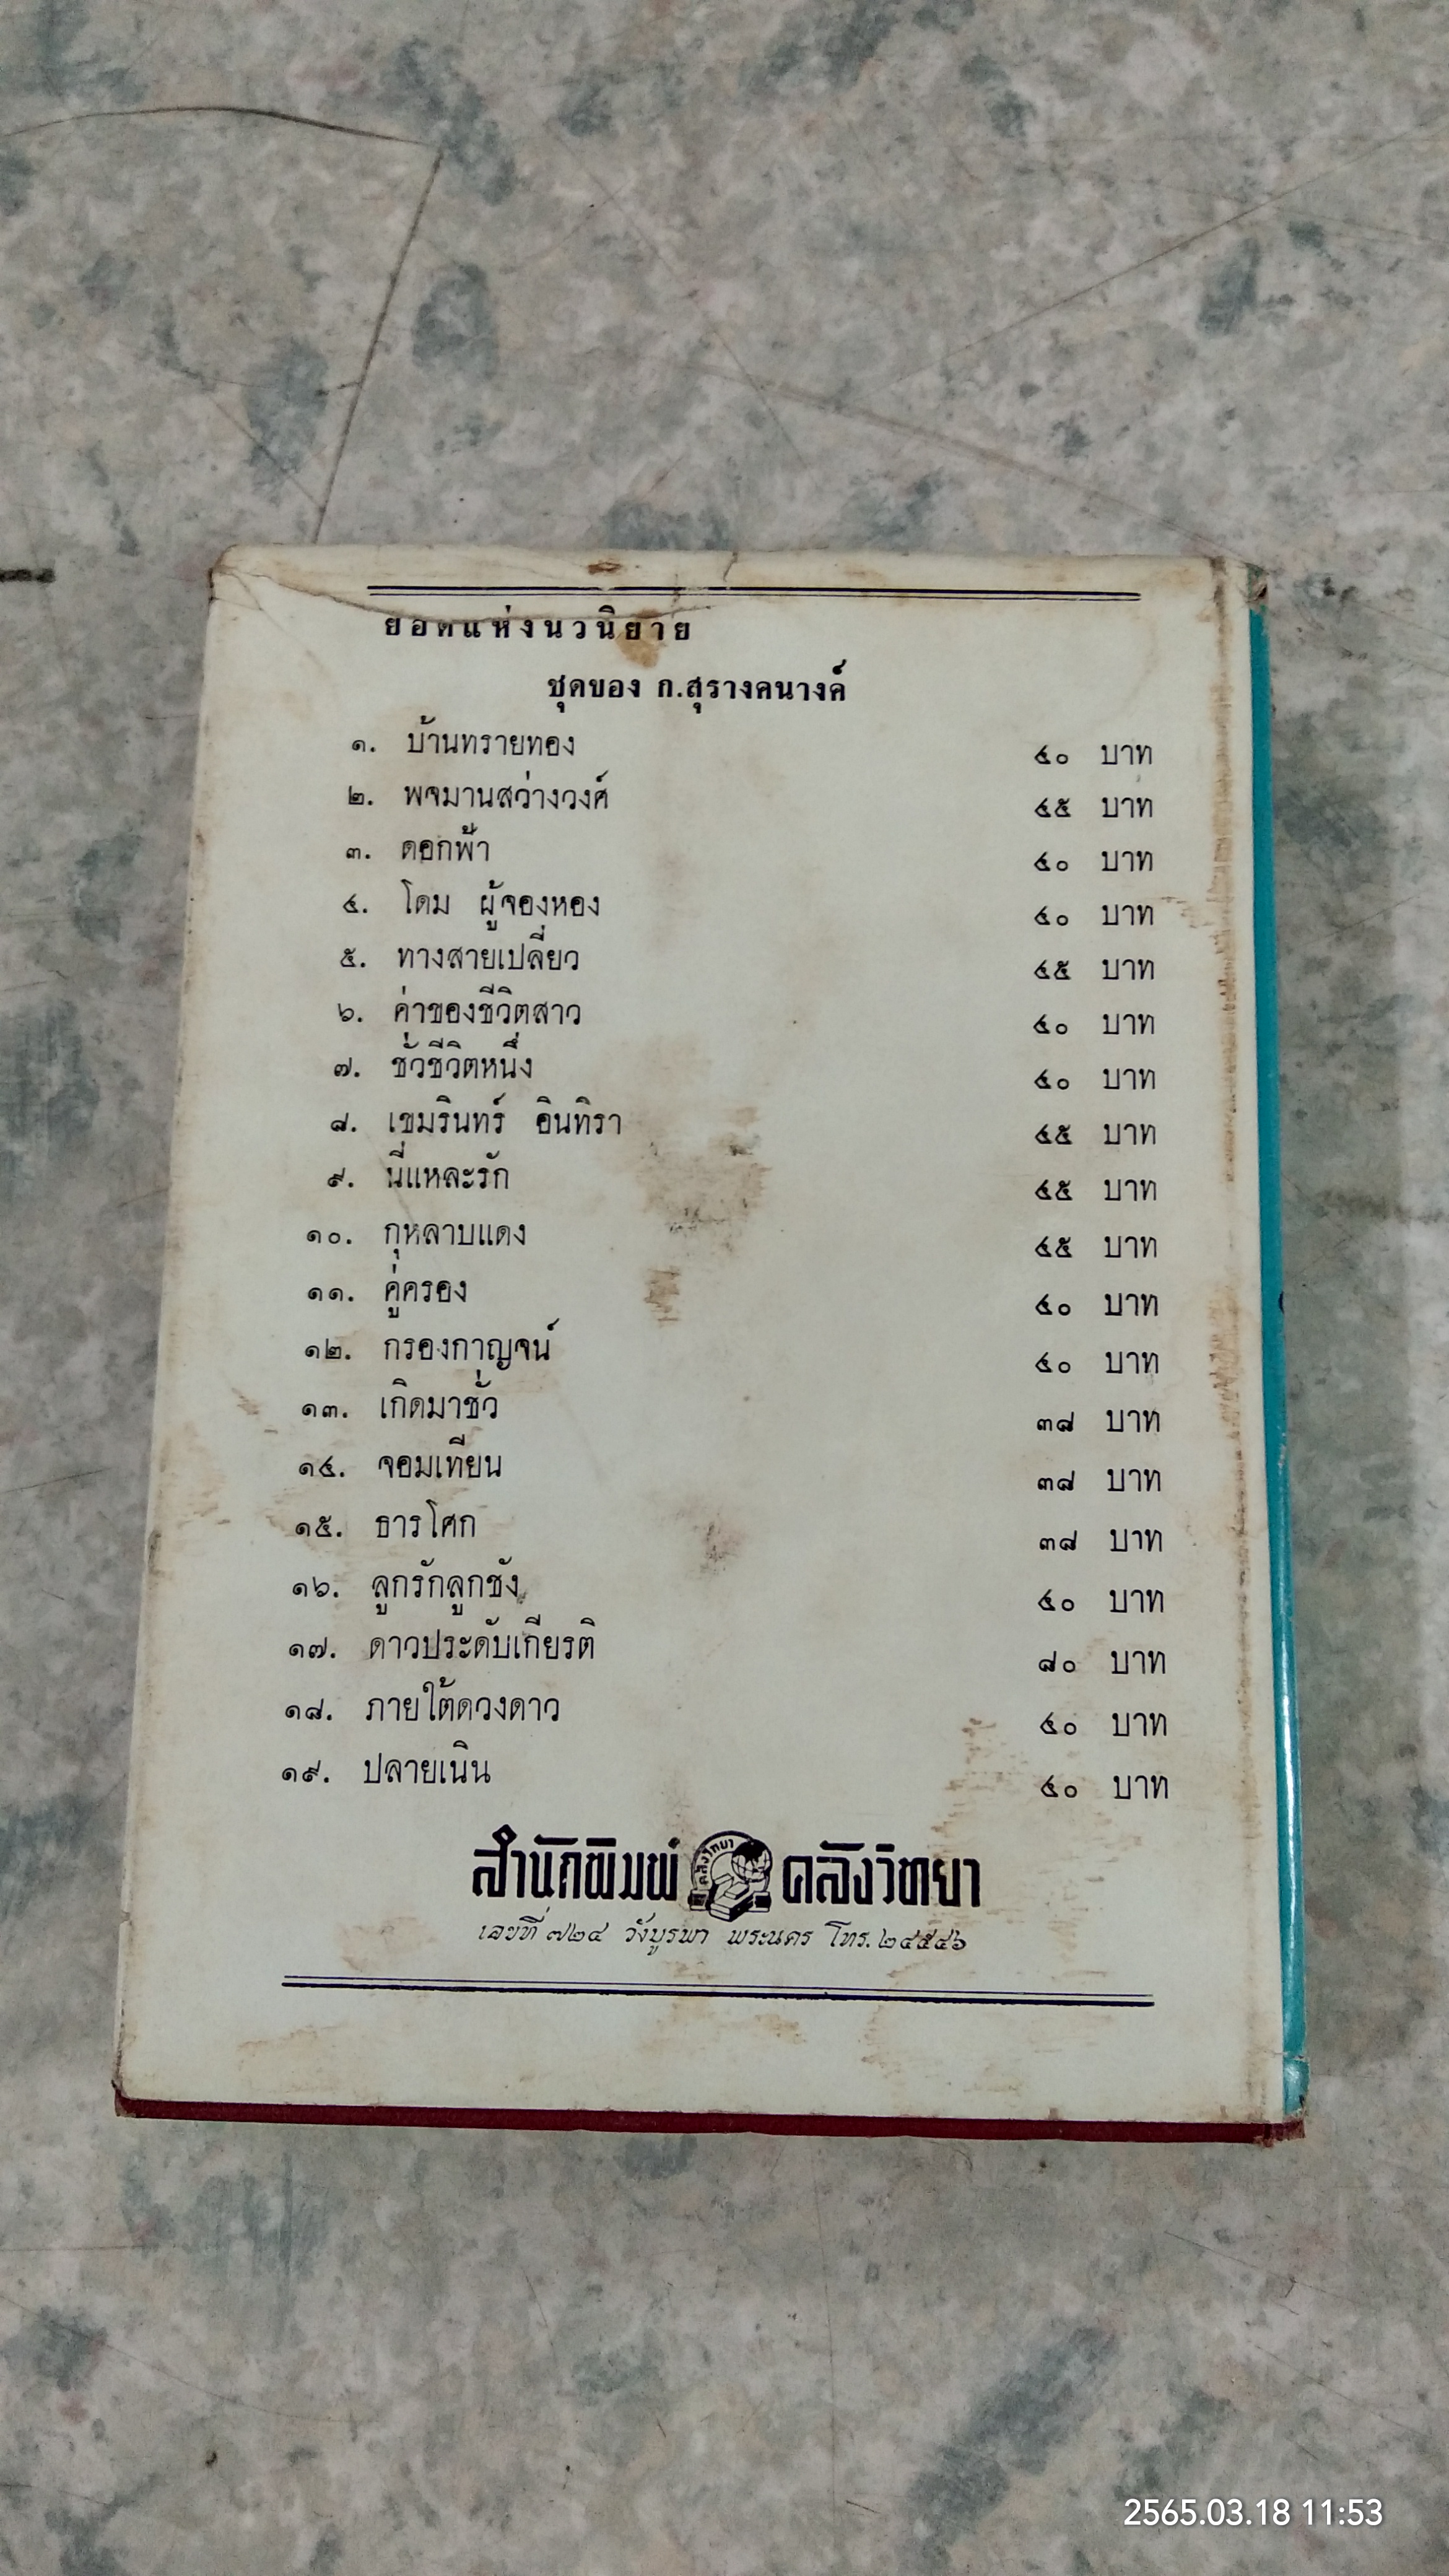 ยอดแห่งนวนิยาย
ชุดของ ก.สุรางคนางค์
๑. บ้านทรายทอง ๔๐ บาท
๒. พจมานสว่างวงศ์ ๔๕ บาท
๓. ดอกฟ้า ๔๐ บาท
๔. โดม ผู้จองหอง ๔๐ บาท
๕. ทางสายเปลี่ยว ๔๕ บาท
๖. ค่าของชีวิตสาว ๔๐ บาท
๗. ชั่วชีวิตหนึ่ง ๔๐ บาท
๘. เขมรินทร์ อินทิรา ๔๕ บาท
๙. นี่แหละรัก ๔๕ บาท
๑๐. กุหลาบแดง ๔๕ บาท
๑๑. คู่ครอง ๔๐ บาท
๑๒. กรองกาญจน์ ๔๐ บาท
๑๓. เกิดมาชั่ว ๓๘ บาท
๑๔. จอมเทียน ๓๘ บาท
๑๕. ธารโศก ๓๘ บาท
๑๖. ลูกรักลูกชัง ๔๐ บาท
๑๗. ดาวประดับเกียรติ ๘๐ บาท
๑๘. ภายใต้ดวงดาว ๔๐ บาท
๑๙. ปลายเนิน ๔๐ บาท
สำนักพิมพ์ คลังวิทยา คลังวิทยา
เลขที่ ๗๒๔ วังบูรพา พระนคร โทร. ๒๔๕๔๖
2565.03.18 11:53